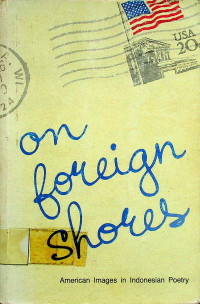 USA
20c
on
foreign
shores
American Images in Indonesian Poetry